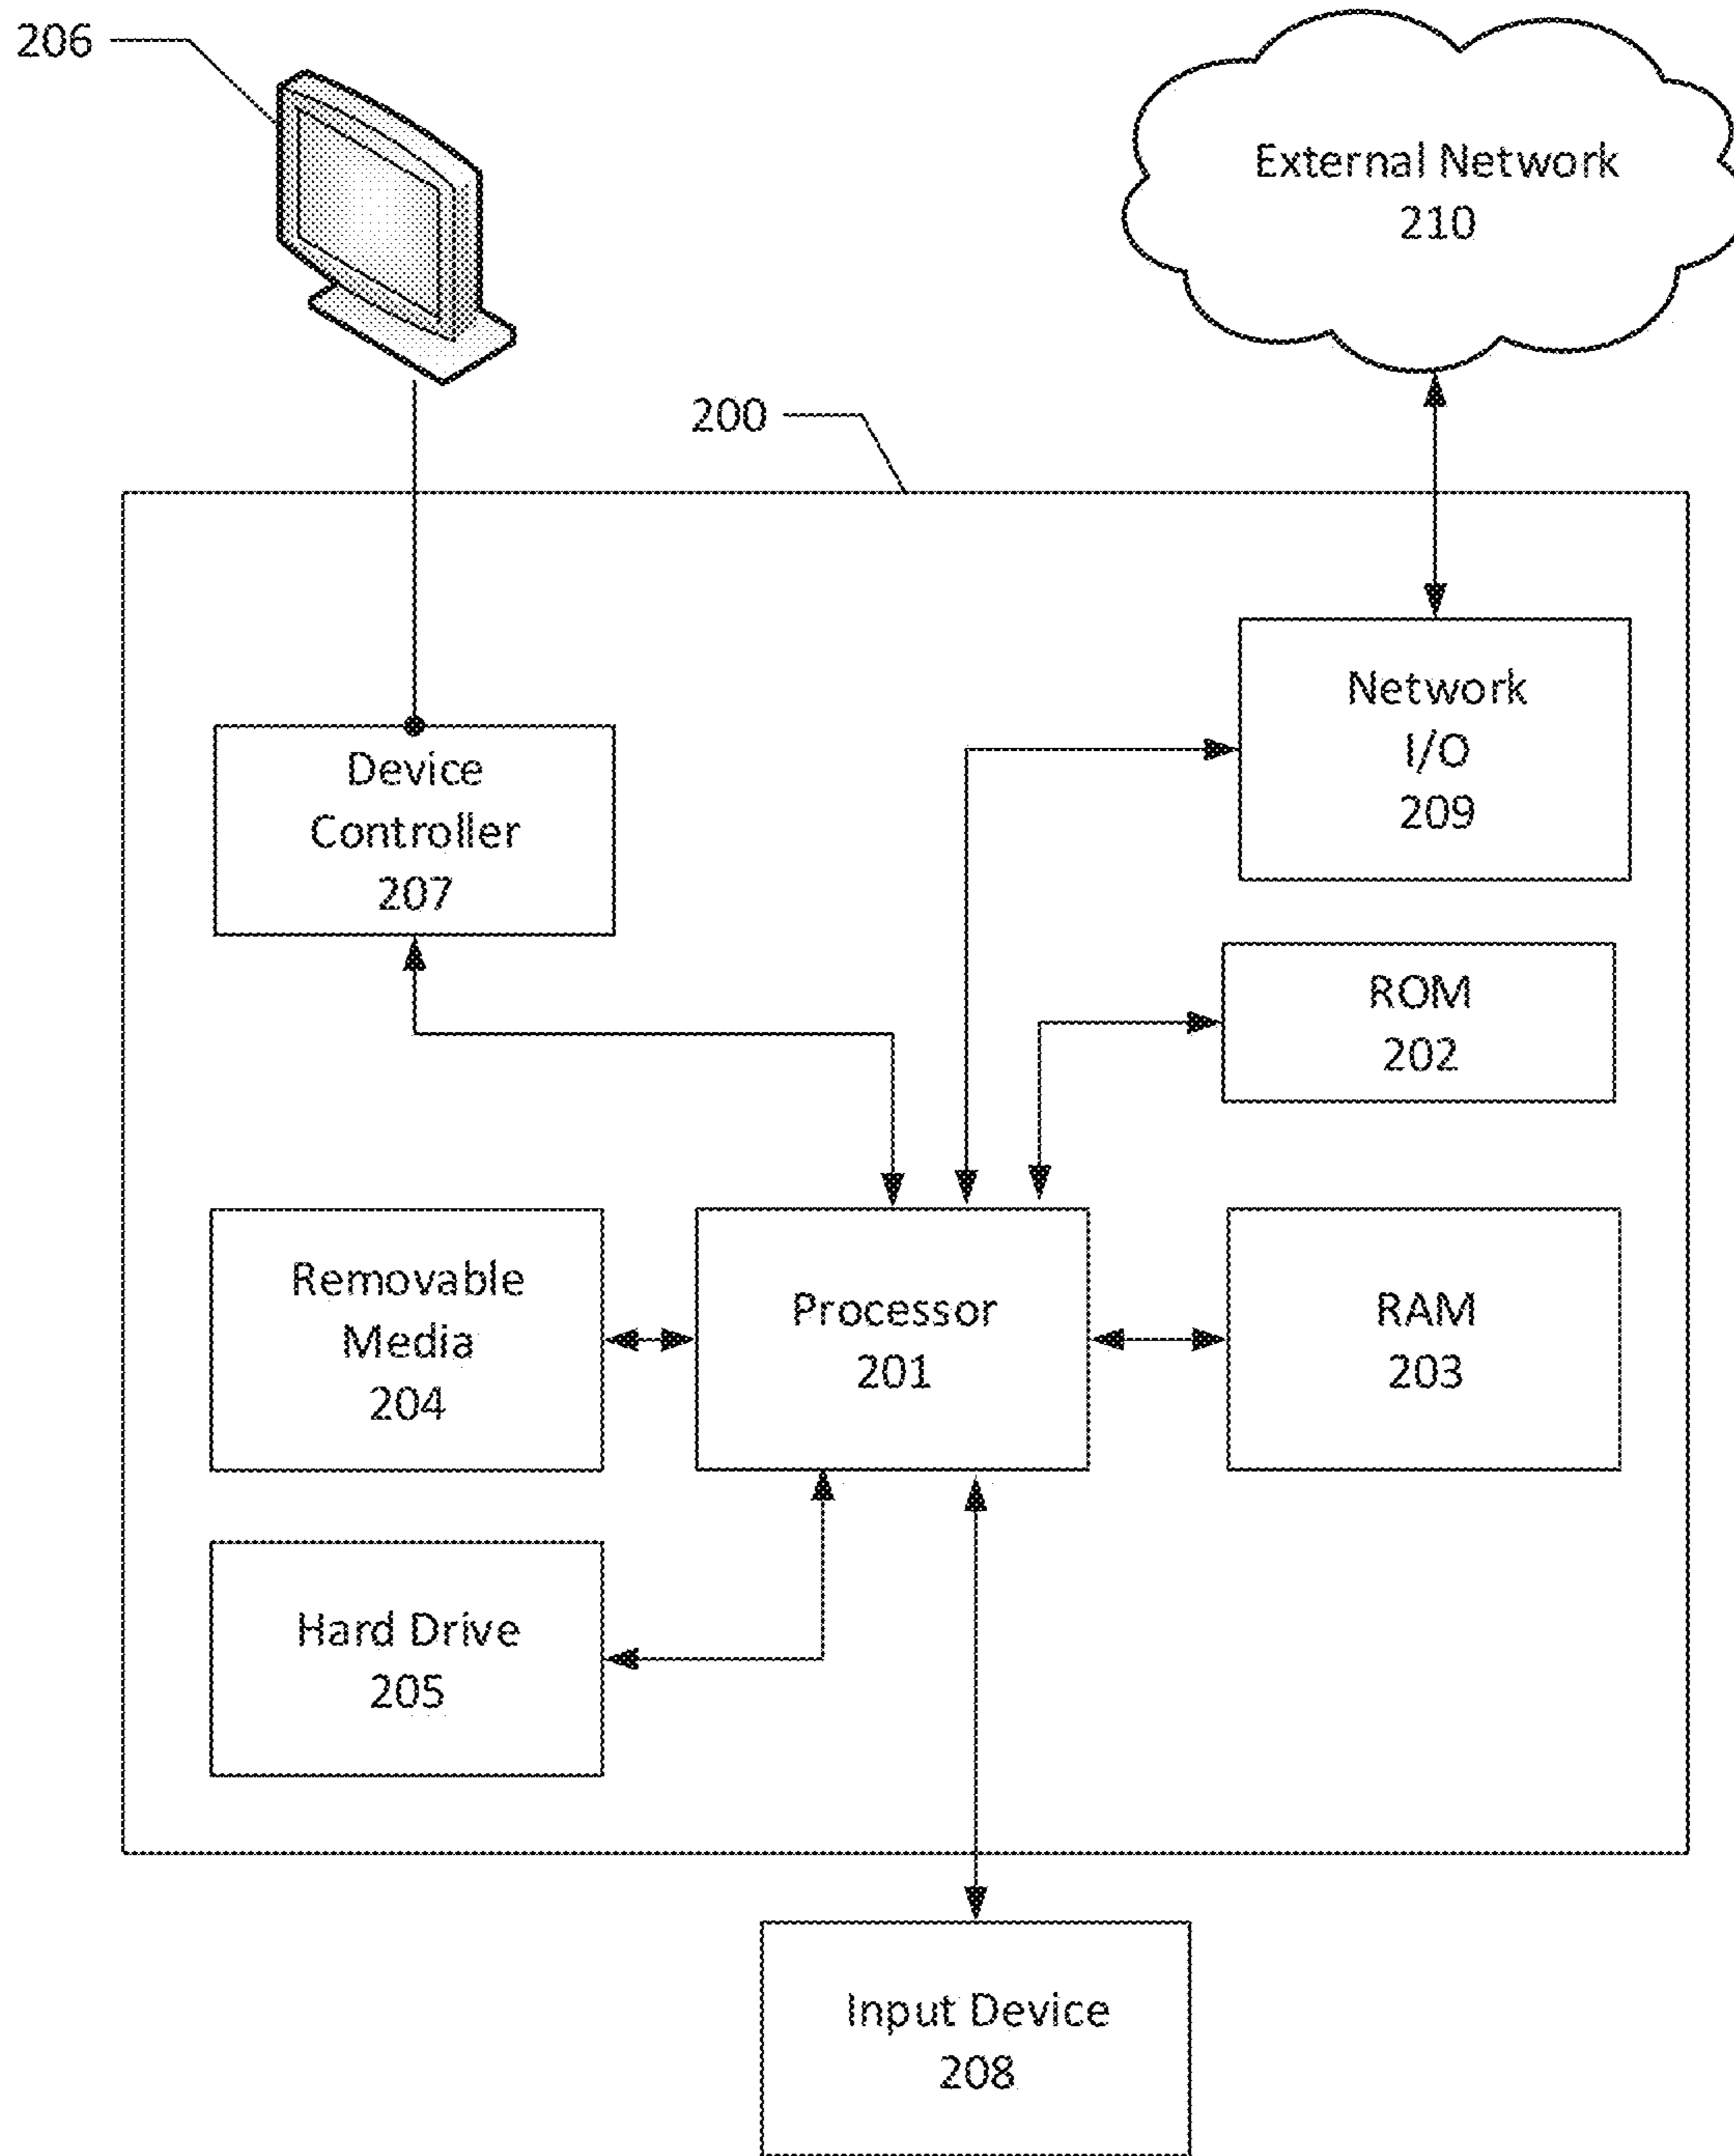 206
External Network
210
200
Network
I/O
209
Device
Controller
207
ROM
202
Removable
Media
204
Processor
201
RAM
203
Hard Drive
205
Input Device
208